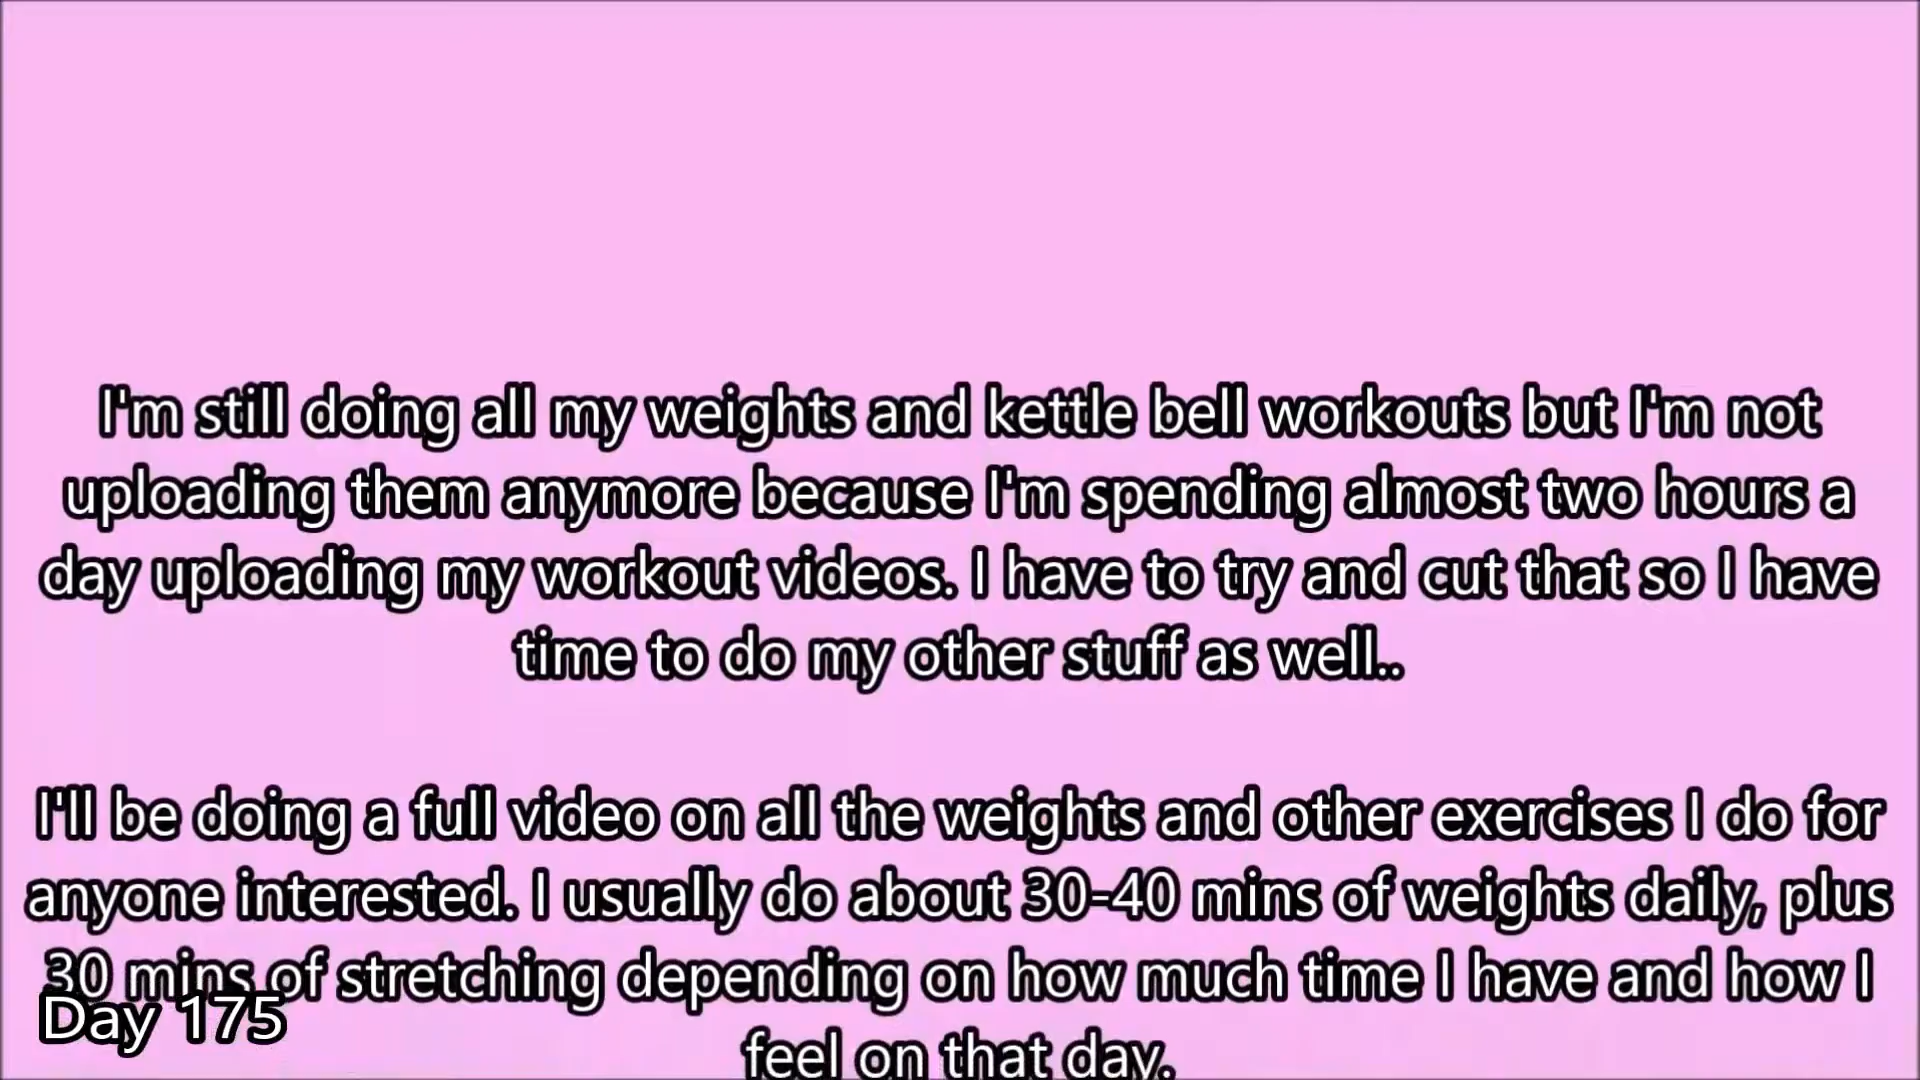 I'm still doing all my weights and kettle bell workouts but I'm not
uploading them anymore because I'm spending almost two hours a
day uploading my workout videos. I have to try and cut that so I have
time to do my other stuff as well..
I'll be doing a full video on all the weights and other exercises I do for
anyone interested. I usually do about 30-40 mins of weights daily, plus
30 mins of stretching depending on how much time I have and how I
Day 175
feel on that day.